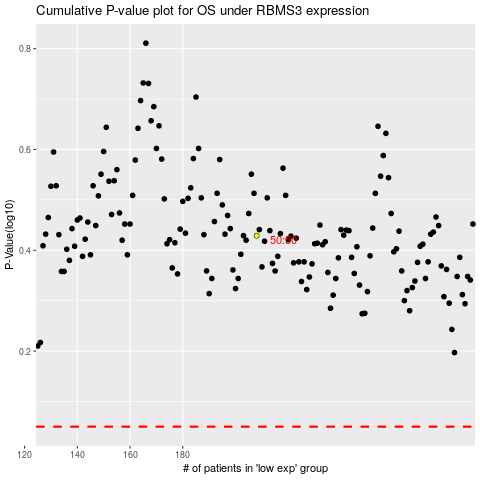 Cumulative P-value plot for OS under RBMS3 expression
P-Value(log10)
0.8
0.6
0.4
0.2
50:50
120 140 160 180
# of patients in 'low exp' group